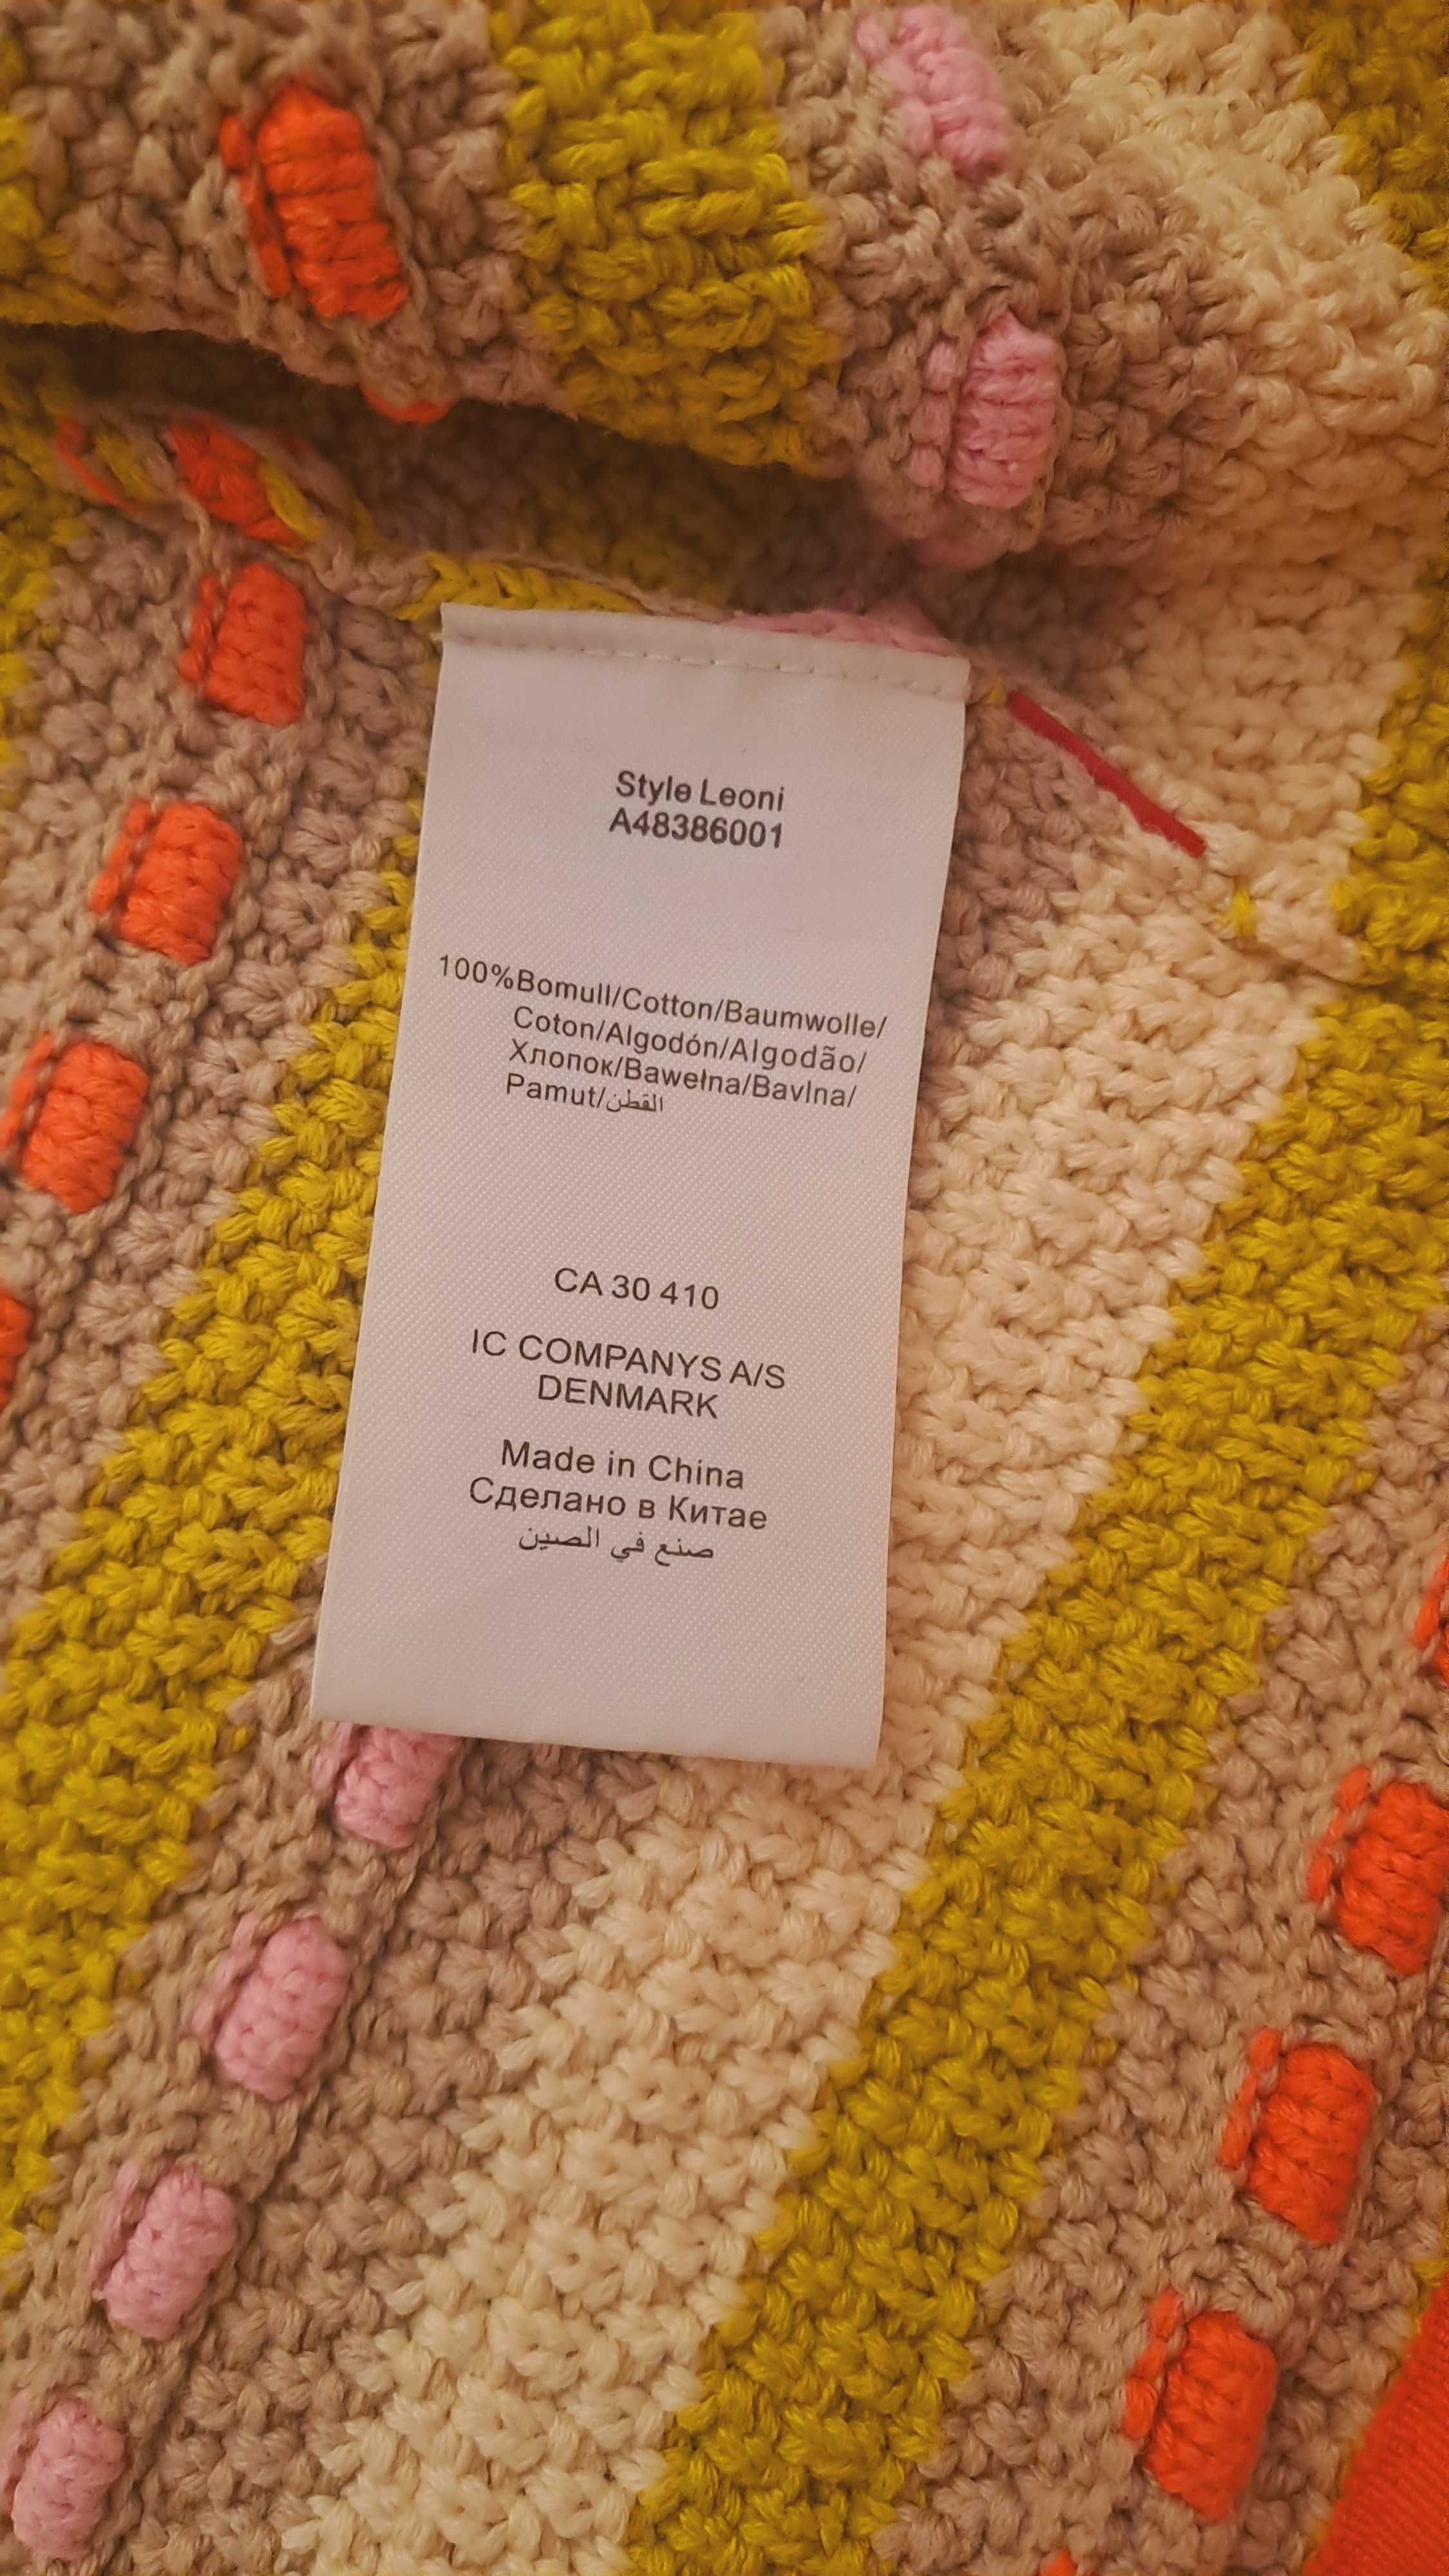 Style Leoni
A48386001
100%Bomull/Cotton/Baumwolle/
Coton/Algodón/Algodão/
Хлопок/Bawełna/Bavlna/
Pamut/القطن
CA 30 410
IC COMPANYS A/S
DENMARK
Made in China
Сделано в Китае
صنع في الصين